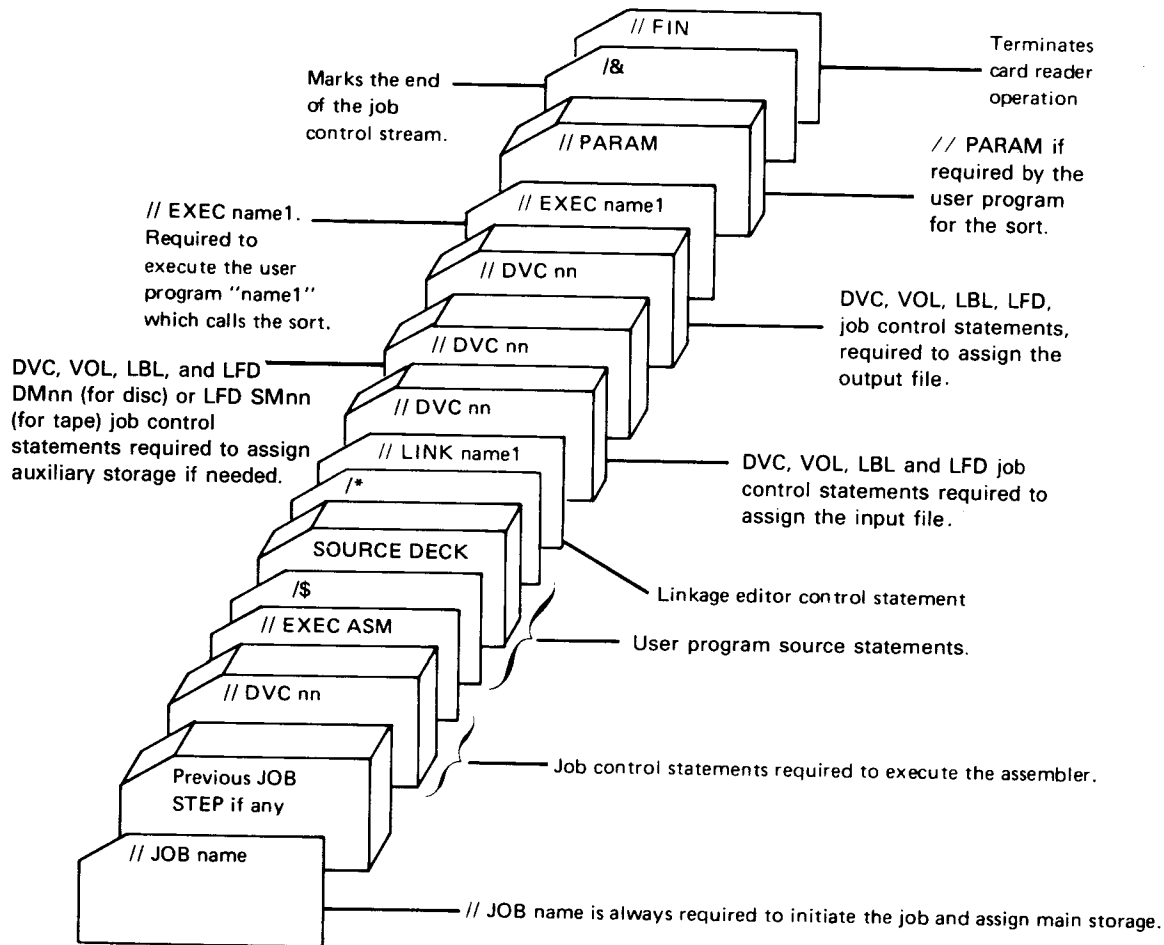 // FIN
/&
Terminates
card reader
operation
Marks the end
of the job
control stream.
// PARAM
// PARAM if
required by the
user program
for the sort.
// EXEC name1
// EXEC name1.
Required to
execute the user
program "name1"
which calls the sort.
// DVC nn
DVC, VOL, LBL, LFD,
job control statements,
required to assign the
output file.
// DVC nn
DVC, VOL, LBL, and LFD
DMnn (for disc) or LFD SMnn
(for tape) job control
statements required to assign
auxiliary storage if needed.
// DVC nn
DVC, VOL, LBL and LFD job
control statements required to
assign the input file.
// LINK name1
/*
Linkage editor control statement
SOURCE DECK
/$
User program source statements.
// EXEC ASM
// DVC nn
Job control statements required to execute the assembler.
Previous JOB
STEP if any
// JOB name
// JOB name is always required to initiate the job and assign main storage.